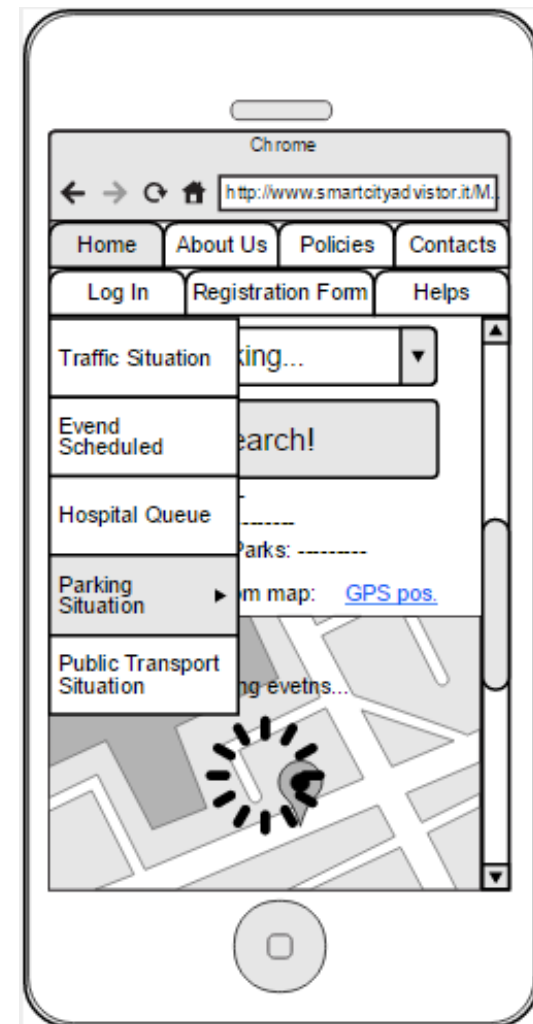 Chrome
http://www.smartcityadvistor.it/M.
Home About Us Policies Contacts
Log In Registration Form Helps
Traffic Situation
king...
Evend
Scheduled
earch!
Hospital Queue
--------
Parks: ---------
Parking
Situation
om map: GPS pos.
Public Transport
Situation
ng evetns...